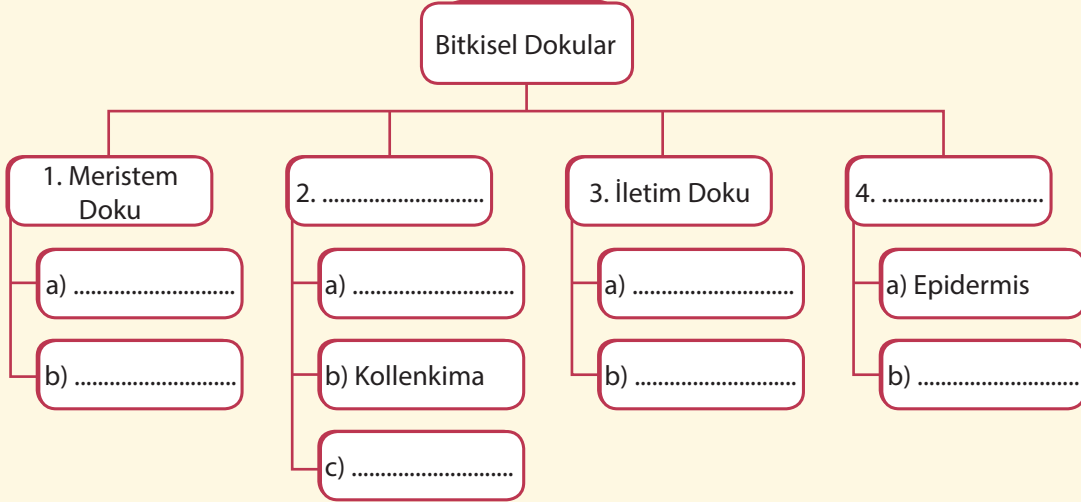 Bitkisel Dokular
1. Meristem
Doku
2. ............................
3. İletim Doku
4. ............................
a) ............................
a) ............................
a) ............................
a) Epidermis
b) ............................
b) Kollenkima
b) ............................
b) ............................
c) ............................